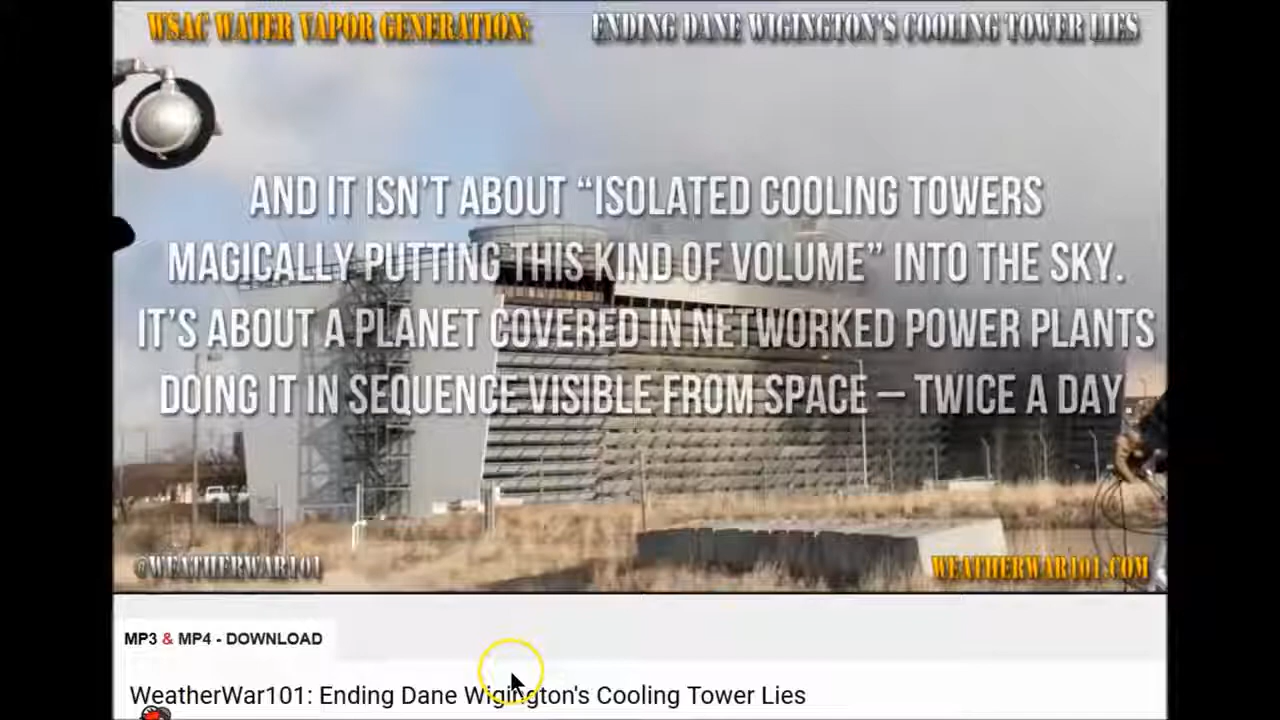 WSAC WATER VAPOR GENERATION: ENDING DANE WIGINGTON'S COOLING TOWER LIES
AND IT ISN'T ABOUT “ISOLATED COOLING TOWERS
MAGICALLY PUTTING THIS KIND OF VOLUME” INTO THE SKY.
IT'S ABOUT A PLANET COVERED IN NETWORKED POWER PLANTS
DOING IT IN SEQUENCE VISIBLE FROM SPACE – TWICE A DAY.
@WEATHERWAR101 WEATHERWAR101.COM
MP3 & MP4 - DOWNLOAD
WeatherWar101: Ending Dane Wigington's Cooling Tower Lies